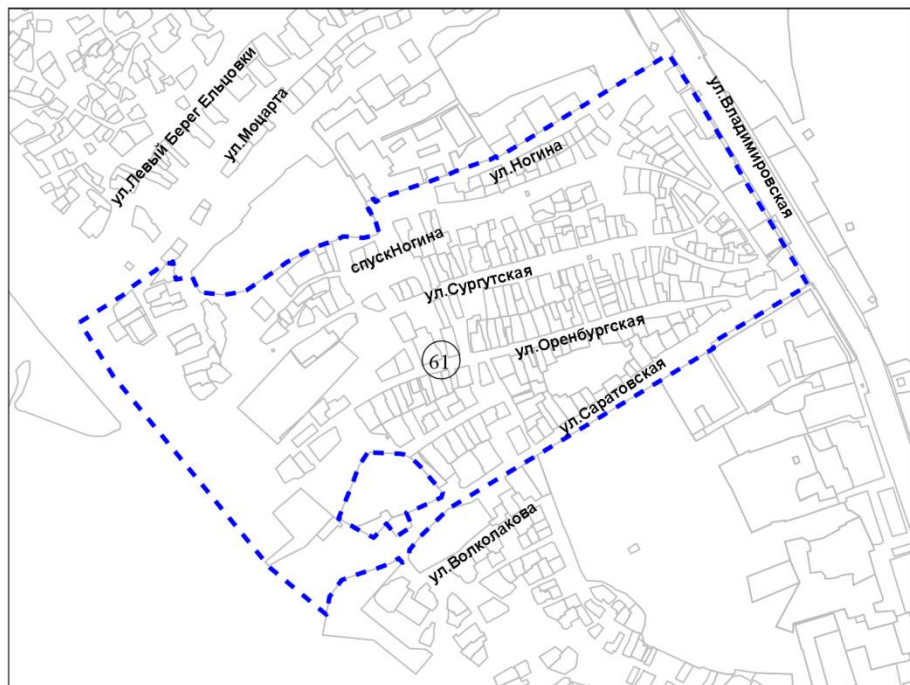 ул.Левый Берег Ельцовки
ул.Моцарта
ул.Владимировская
ул.Ногина
спускНогина
ул.Сургутская
ул.Оренбургская
61
ул.Саратовская
ул.Волколакова